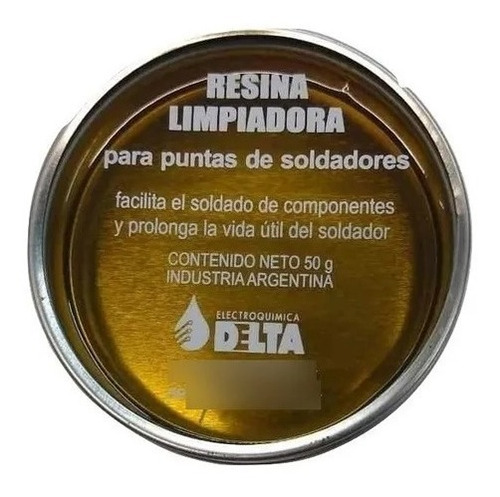 RESINA
LIMPIADORA
para puntas de soldadores
facilita el soldado de componentes
y prolonga la vida útil del soldador
CONTENIDO NETO 50 g
INDUSTRIA ARGENTINA
ELECTROQUIMICA
DELTA